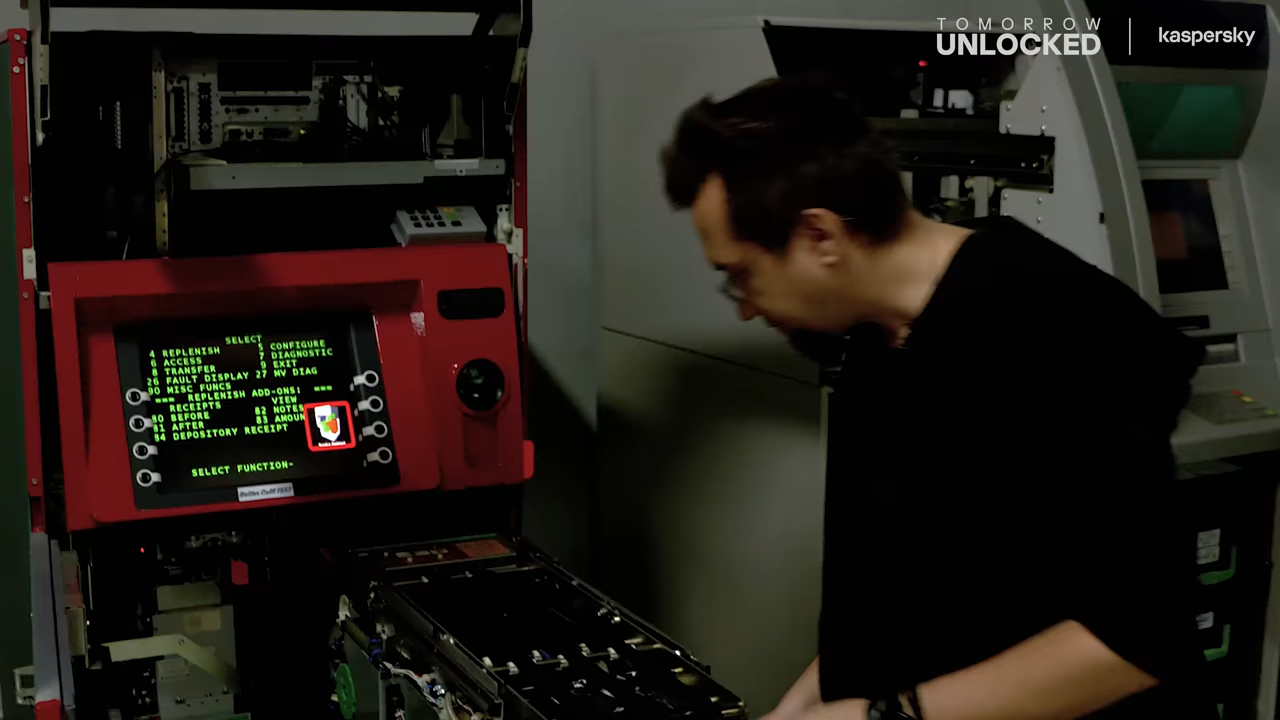 TOMORROW
UNLOCKED
kaspersky
SELECT
4 REPLENISH 5 CONFIGURE
6 ACCESS 7 DIAGNOSTIC
8 TRANSFER 9 EXIT
26 FAULT DISPLAY 27 MV DIAG
90 MISC FUNCS
=== REPLENISH ADD-ONS: ===
RECEIPTS VIEW
80 BEFORE 82 NOTES
81 AFTER 83 AMOUN
84 DEPOSITORY RECEIPT
SELECT FUNCTION-